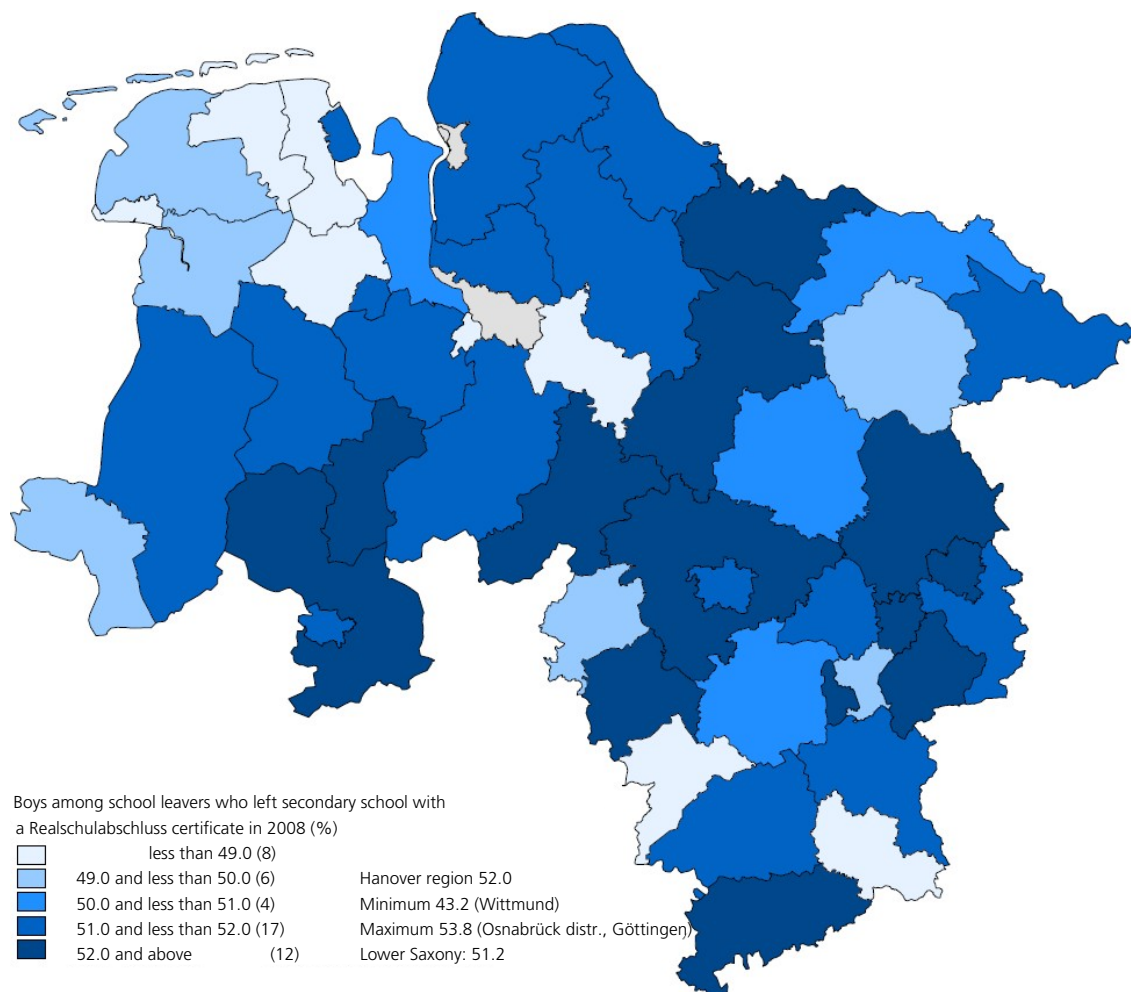 Boys among school leavers who left secondary school with
a Realschulabschluss certificate in 2008 (%)
less than 49.0 (8)
49.0 and less than 50.0 (6) Hanover region 52.0
50.0 and less than 51.0 (4) Minimum 43.2 (Wittmund)
51.0 and less than 52.0 (17) Maximum 53.8 (Osnabrück distr., Göttingen)
52.0 and above (12) Lower Saxony: 51.2